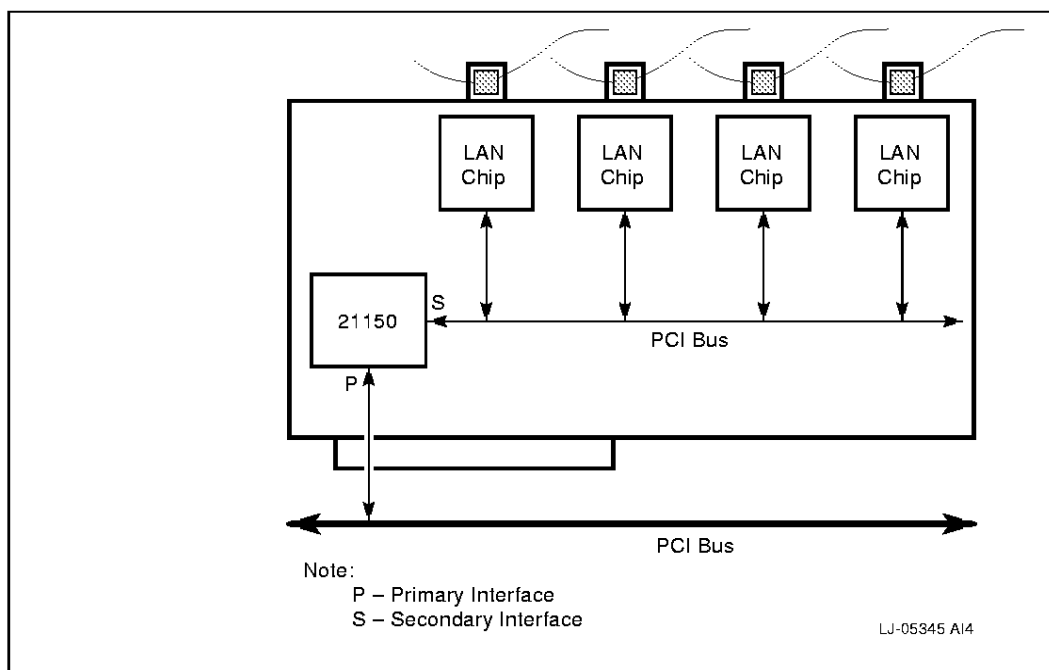 LAN
Chip
LAN
Chip
LAN
Chip
LAN
Chip
21150
S
PCI Bus
P
PCI Bus
Note:
P – Primary Interface
S – Secondary Interface
LJ-05345 AI4